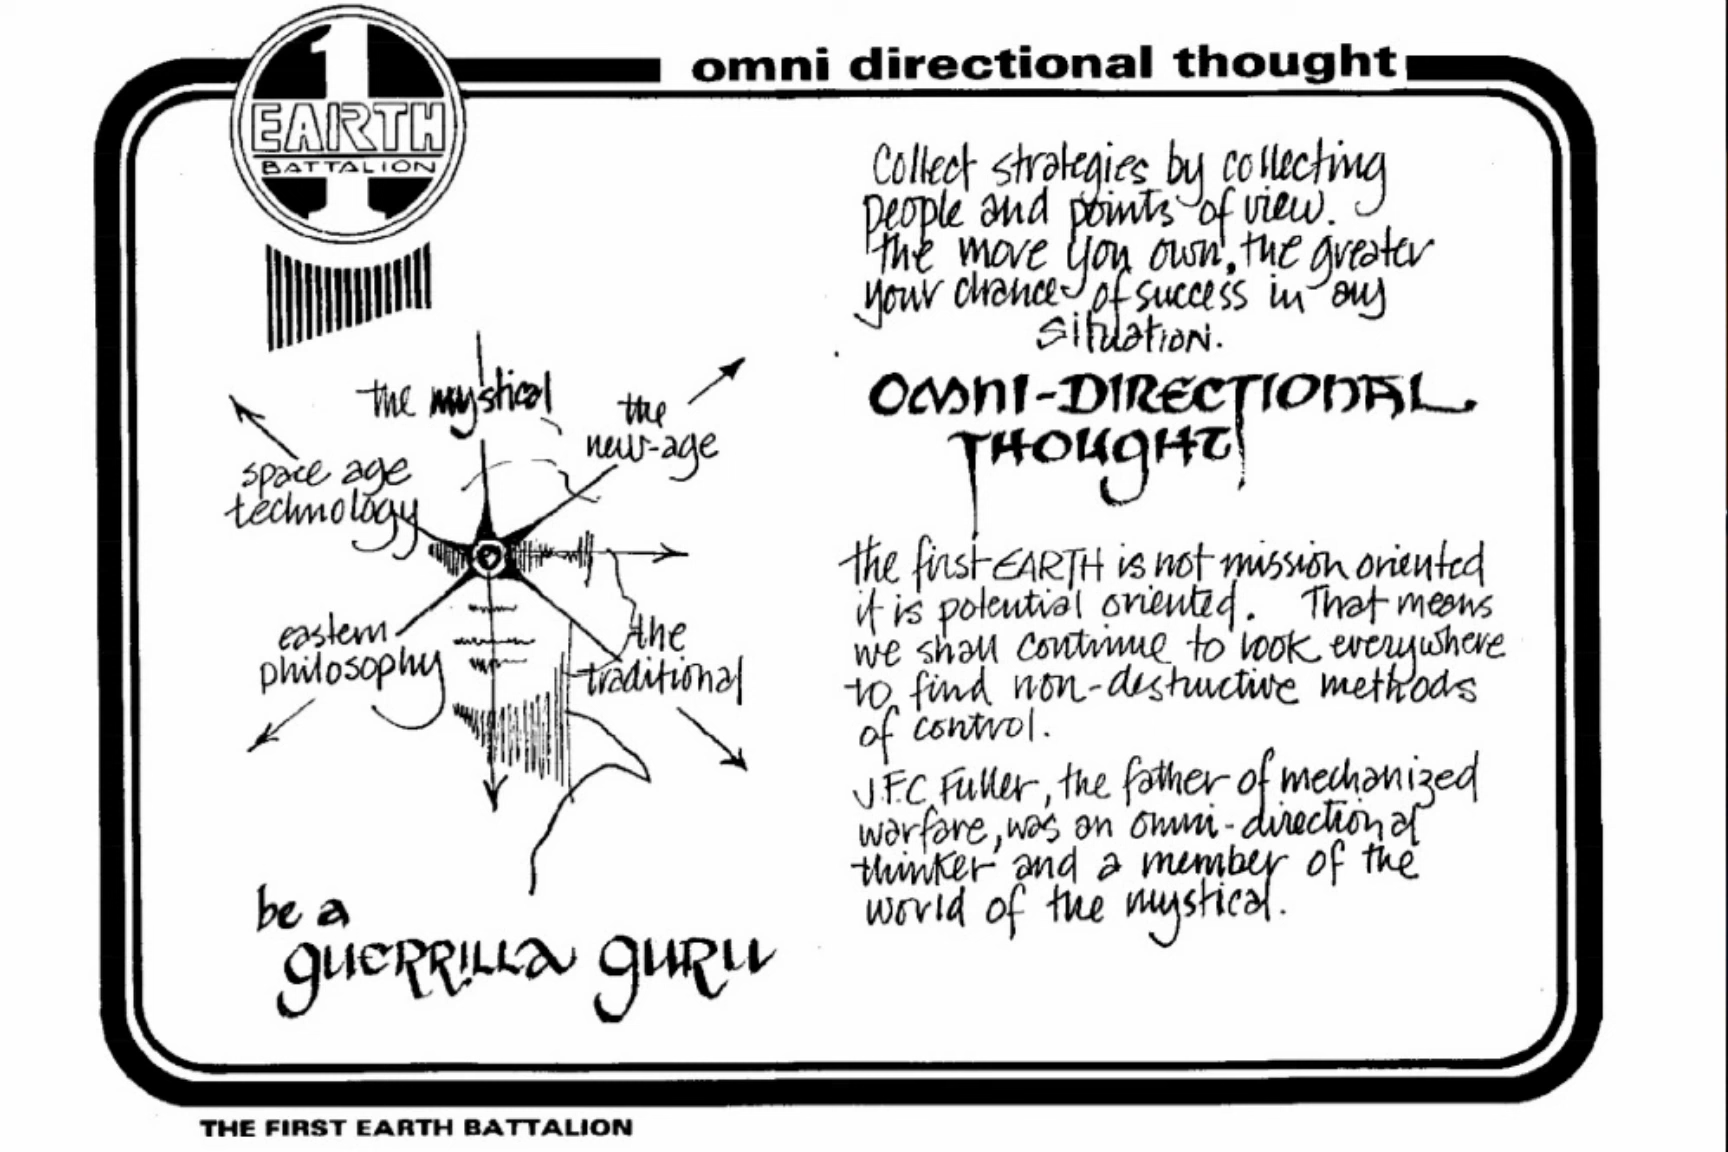 omni directional thought
1
EARTH
BATTALION
Collect strategies by collecting
people and points of view.
The more you own, the greater
your chance of success in any
situation.
OMNI-DIRECTIONAL
THOUGHT
the mystical
the
new-age
space age
technology
eastern
philosophy
the
traditional
the first EARTH is not mission oriented
it is potential oriented. That means
we shall continue to look everywhere
to find non-destructive methods
of control.
J.F.C. Fuller, the father of mechanized
warfare, was an omni-directional
thinker and a member of the
world of the mystical.
be a
guerrilla guru
THE FIRST EARTH BATTALION